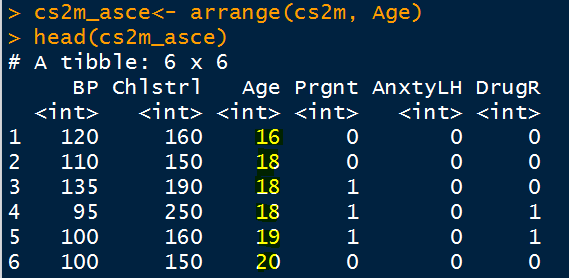 > cs2m_asce<- arrange(cs2m, Age)
> head(cs2m_asce)
# A tibble: 6 x 6
     BP Chlstrl   Age Prgnt AnxtyLH DrugR
  <int>   <int> <int> <int>   <int> <int>
1   120     160    16     0       0     0
2   110     150    18     0       0     0
3   135     190    18     1       0     0
4    95     250    18     1       0     1
5   100     160    19     1       0     1
6   100     150    20     0       0     0